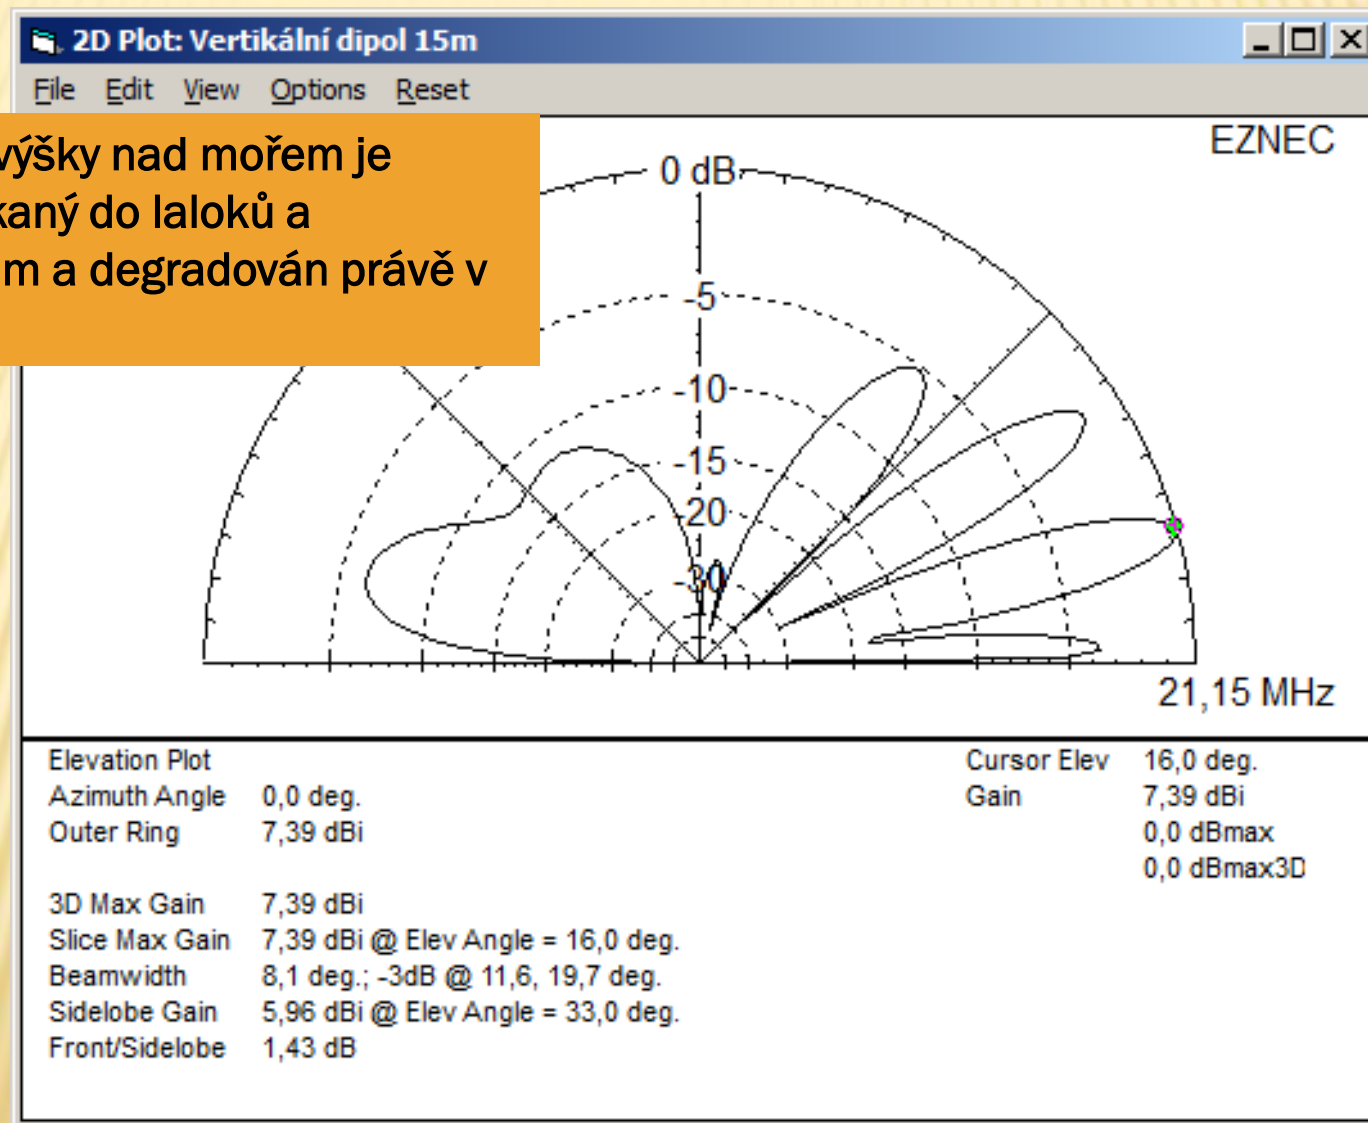 2D Plot: Vertikální dipol 15m
File Edit View Options Reset
výšky nad mořem je
kaný do laloků a
m a degradován právě v
EZNEC
0 dB
-5
-10
-15
-20
-30
21,15 MHz
Elevation Plot
Azimuth Angle 0,0 deg.
Outer Ring 7,39 dBi
3D Max Gain 7,39 dBi
Slice Max Gain 7,39 dBi @ Elev Angle = 16,0 deg.
Beamwidth 8,1 deg.; -3dB @ 11,6, 19,7 deg.
Sidelobe Gain 5,96 dBi @ Elev Angle = 33,0 deg.
Front/Sidelobe 1,43 dB
Cursor Elev 16,0 deg.
Gain 7,39 dBi
0,0 dBmax
0,0 dBmax3D